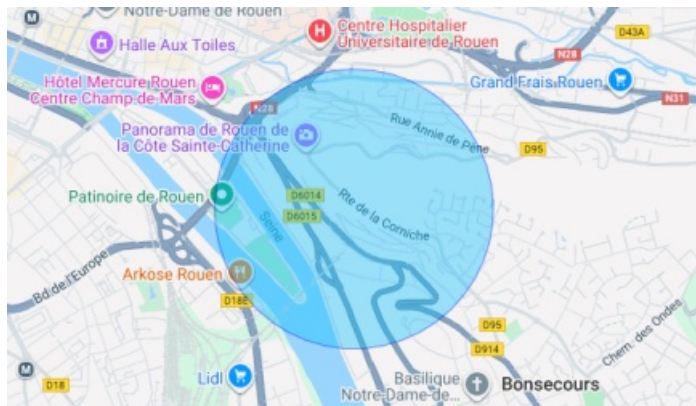 Notre-Dame de Rouen
M
Halle Aux Toiles
H
Centre Hospitalier
Universitaire de Rouen
D43A
N28
Hôtel Mercure Rouen
Centre Champ de Mars
Grand Frais Rouen
N31
N28
Panorama de Rouen de
la Côte Sainte-Catherine
Rue Annie de Pène
D95
Patinoire de Rouen
D6014
D6015
Rte de la Corniche
Seine
Bd de l'Europe
Arkose Rouen
D18E
D95
D914
Chem. des Ondes
M
D18
Lidl
Basilique
Notre-Dame-de...
Bonsecours